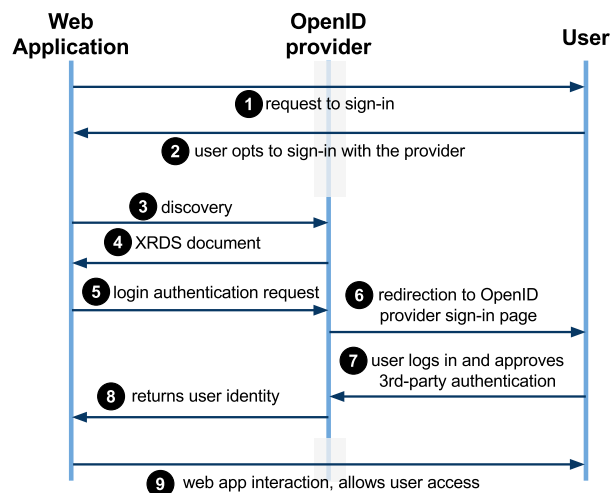 Web
Application
OpenID
provider
User
1 request to sign-in
2 user opts to sign-in with the provider
3 discovery
4 XRDS document
5 login authentication request
6 redirection to OpenID
provider sign-in page
7 user logs in and approves
3rd-party authentication
8 returns user identity
9 web app interaction, allows user access